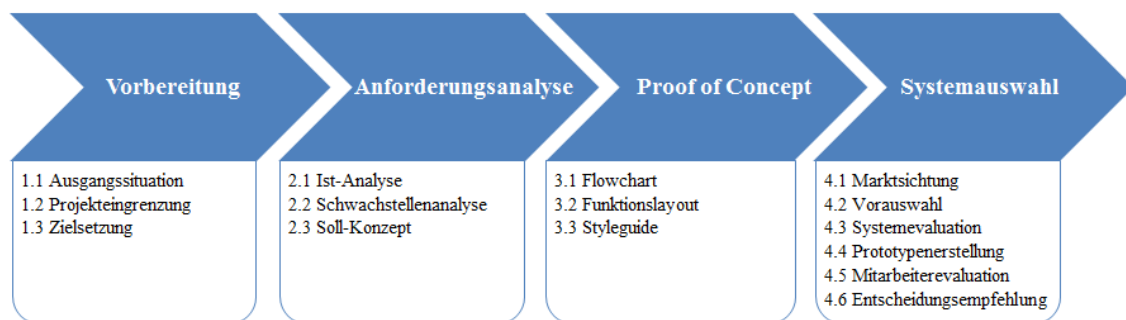 Vorbereitung
1.1 Ausgangssituation
1.2 Projekteingrenzung
1.3 Zielsetzung
Anforderungsanalyse
2.1 Ist-Analyse
2.2 Schwachstellenanalyse
2.3 Soll-Konzept
Proof of Concept
3.1 Flowchart
3.2 Funktionslayout
3.3 Styleguide
Systemauswahl
4.1 Marktsichtung
4.2 Vorauswahl
4.3 Systemevaluation
4.4 Prototypenerstellung
4.5 Mitarbeiterevaluation
4.6 Entscheidungsempfehlung